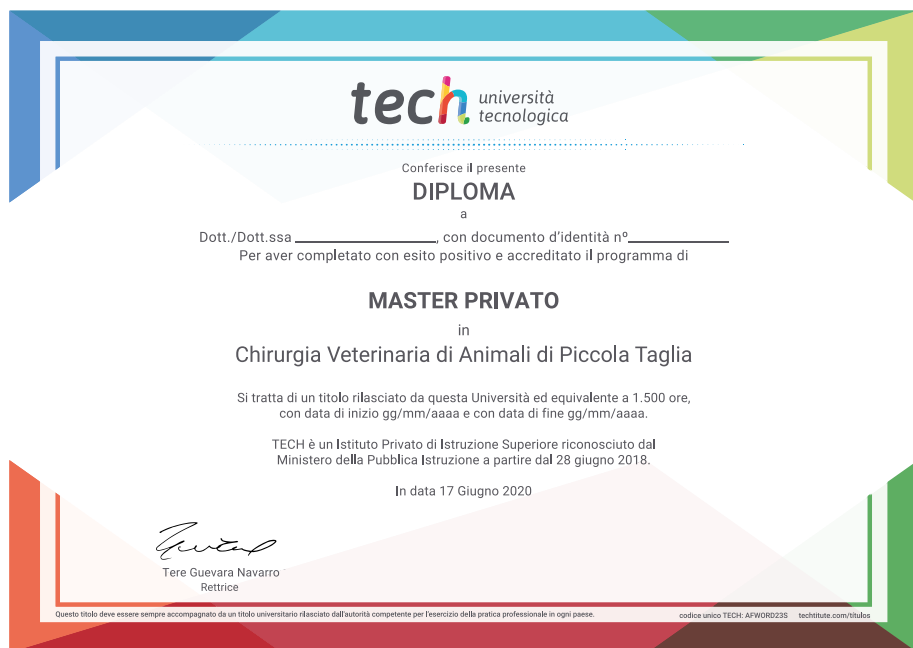 tech università
tecnologica
Conferisce il presente
DIPLOMA
a
Dott./Dott.ssa ________________, con documento d'identità nº____________
Per aver completato con esito positivo e accreditato il programma di
MASTER PRIVATO
in
Chirurgia Veterinaria di Animali di Piccola Taglia
Si tratta di un titolo rilasciato da questa Università ed equivalente a 1.500 ore,
con data di inizio gg/mm/aaaa e con data di fine gg/mm/aaaa.
TECH è un Istituto Privato di Istruzione Superiore riconosciuto dal
Ministero della Pubblica Istruzione a partire dal 28 giugno 2018.
In data 17 Giugno 2020
Tere Guevara Navarro
Rettrice
Questo titolo deve essere sempre accompagnato da un titolo universitario rilasciato dall'autorità competente per l'esercizio della pratica professionale in ogni paese.
codice unico TECH: AFWORD23S techtitute.com/titulos